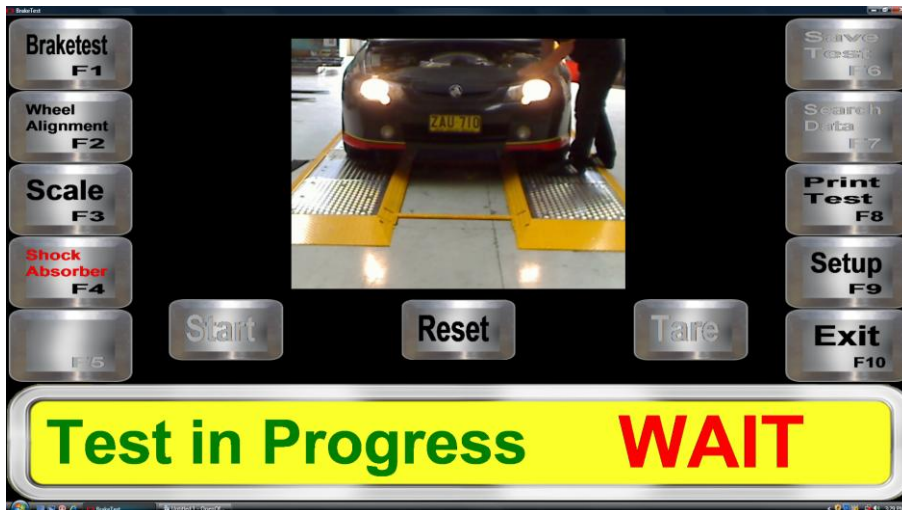 BrakeTest
Braketest
F1
Wheel
Alignment
F2
Scale
F3
Shock
Absorber
F4
F5
ZAU 710
Start
Reset
Tare
Save
Test
F6
Search
Data
F7
Print
Test
F8
Setup
F9
Exit
F10
Test in Progress WAIT
BrakeTest